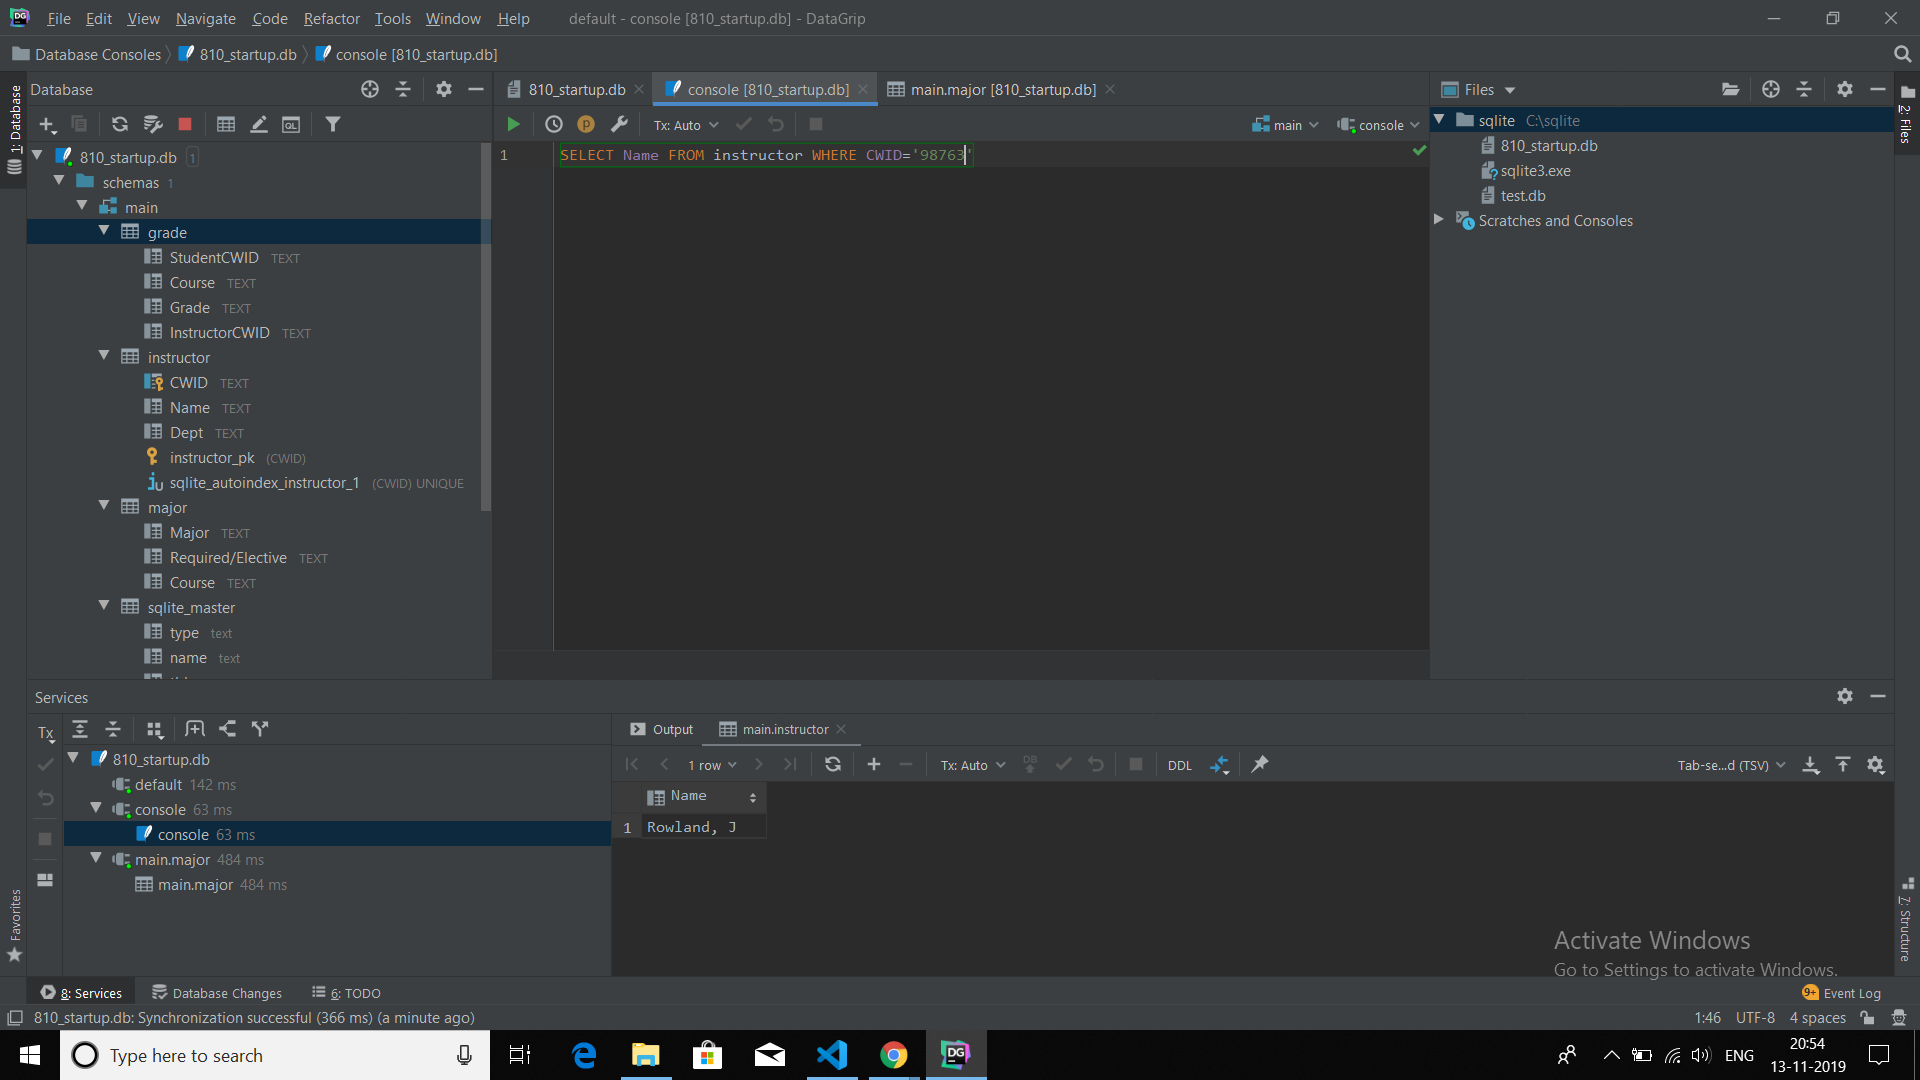 DG File Edit View Navigate Code Refactor Tools Window Help default - console [810_startup.db] - DataGrip
Database Consoles 810_startup.db console [810_startup.db]
1: Database
Database
810_startup.db 1
schemas 1
main
grade
StudentCWID TEXT
Course TEXT
Grade TEXT
InstructorCWID TEXT
instructor
CWID TEXT
Name TEXT
Dept TEXT
instructor_pk (CWID)
sqlite_autoindex_instructor_1 (CWID) UNIQUE
major
Major TEXT
Required/Elective TEXT
Course TEXT
sqlite_master
type text
name text
810_startup.db console [810_startup.db] main.major [810_startup.db]
Tx: Auto main console
1 SELECT Name FROM instructor WHERE CWID='98763'
Files
sqlite C:\sqlite
810_startup.db
sqlite3.exe
test.db
Scratches and Consoles
2: Files
Services
Tx
810_startup.db
default 142 ms
console 63 ms
console 63 ms
main.major 484 ms
main.major 484 ms
Output main.instructor
1 row Tx: Auto DB DDL Tab-se...d (TSV)
Name
1 Rowland, J
Favorites
7: Structure
Activate Windows
Go to Settings to activate Windows.
8: Services Database Changes 6: TODO 9+ Event Log
810_startup.db: Synchronization successful (366 ms) (a minute ago) 1:46 UTF-8 4 spaces
Type here to search DG ENG 20:54
13-11-2019